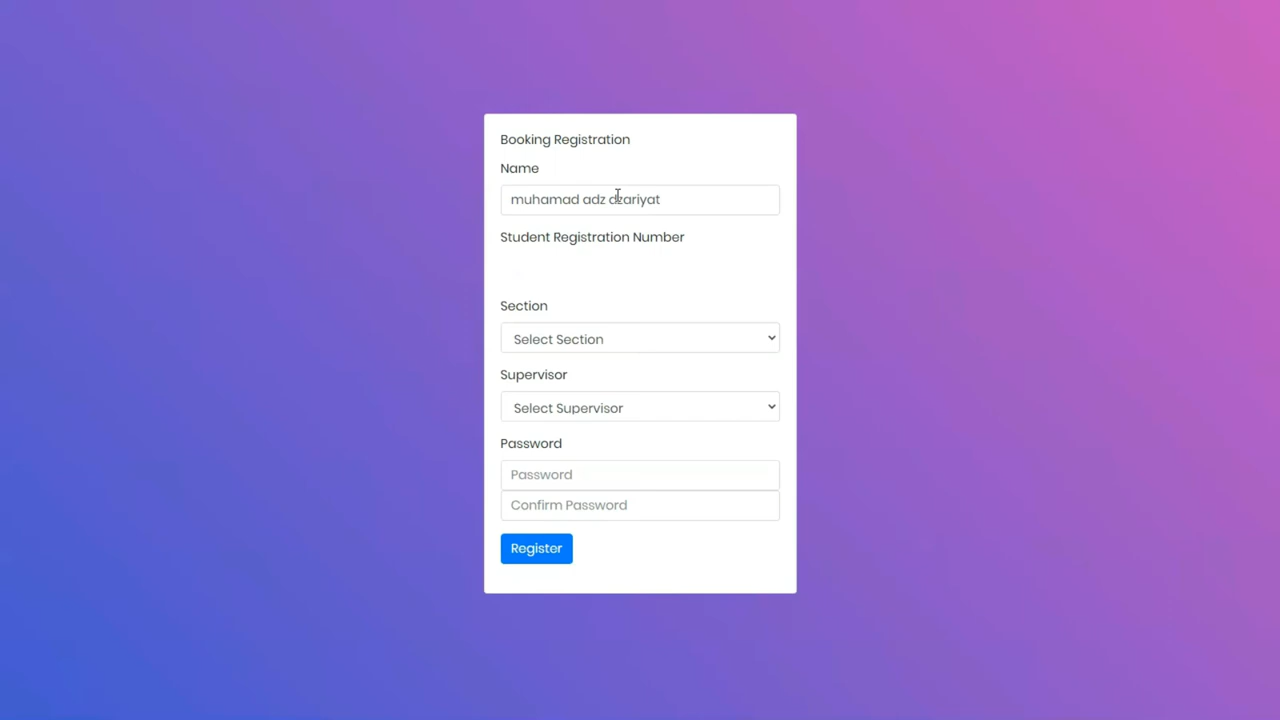 Booking Registration
Name
muhamad adz dzariyat
Student Registration Number
Section
Select Section
Supervisor
Select Supervisor
Password
Password
Confirm Password
Register